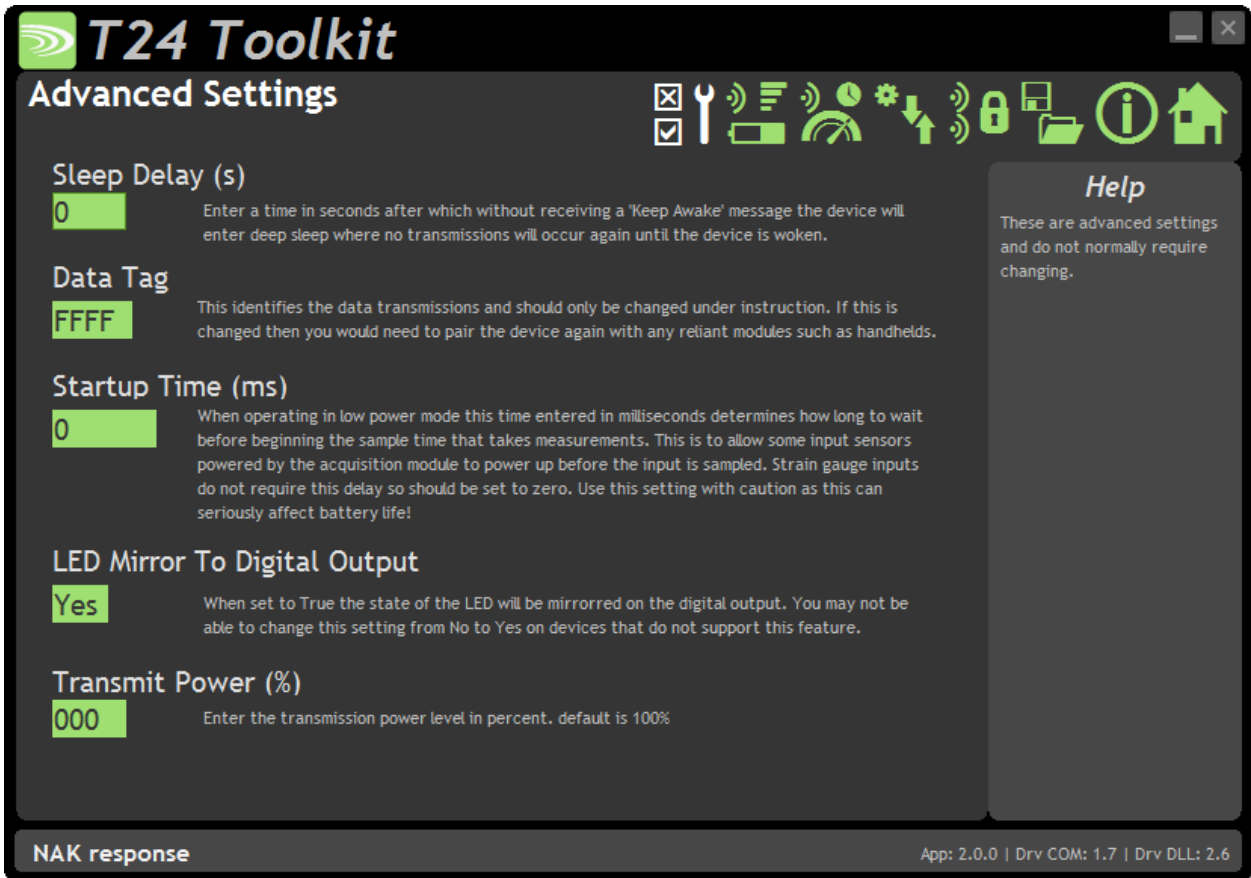 T24 Toolkit
Advanced Settings
Sleep Delay (s)
0
Enter a time in seconds after which without receiving a 'Keep Awake' message the device will
enter deep sleep where no transmissions will occur again until the device is woken.
Data Tag
FFFF
This identifies the data transmissions and should only be changed under instruction. If this is
changed then you would need to pair the device again with any reliant modules such as handhelds.
Startup Time (ms)
0
When operating in low power mode this time entered in milliseconds determines how long to wait
before beginning the sample time that takes measurements. This is to allow some input sensors
powered by the acquisition module to power up before the input is sampled. Strain gauge inputs
do not require this delay so should be set to zero. Use this setting with caution as this can
seriously affect battery life!
LED Mirror To Digital Output
Yes
When set to True the state of the LED will be mirrorred on the digital output. You may not be
able to change this setting from No to Yes on devices that do not support this feature.
Transmit Power (%)
000
Enter the transmission power level in percent. default is 100%
Help
These are advanced settings
and do not normally require
changing.
NAK response
App: 2.0.0 | Drv COM: 1.7 | Drv DLL: 2.6